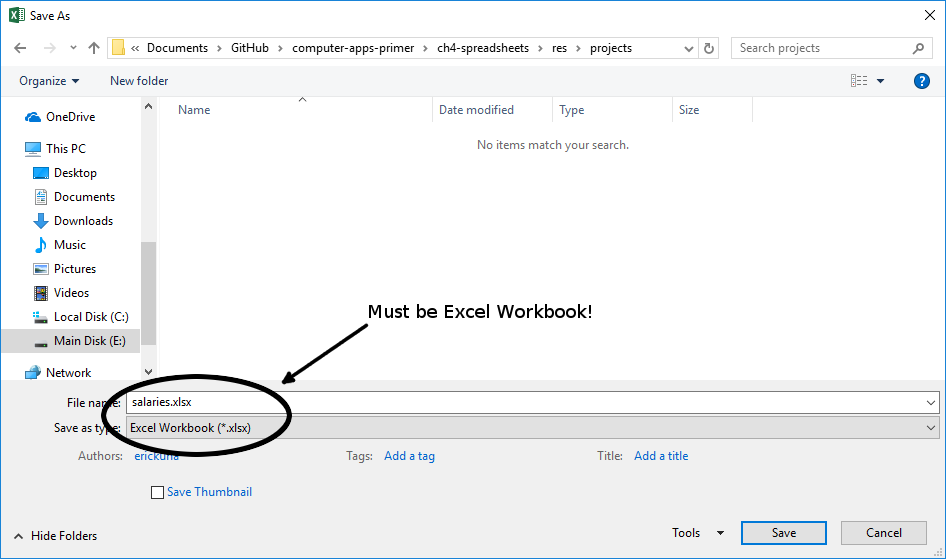 Save As
« Documents › GitHub › computer-apps-primer › ch4-spreadsheets › res › projects
Search projects
Organize
New folder
?
Name
Date modified
Type
Size
No items match your search.
OneDrive
This PC
Desktop
Documents
Downloads
Music
Pictures
Videos
Local Disk (C:)
Main Disk (E:)
Network
Must be Excel Workbook!
File name: salaries.xlsx
Save as type: Excel Workbook (*.xlsx)
Authors:
Tags: Add a tag
Title: Add a title
Save Thumbnail
Hide Folders
Tools
Save
Cancel